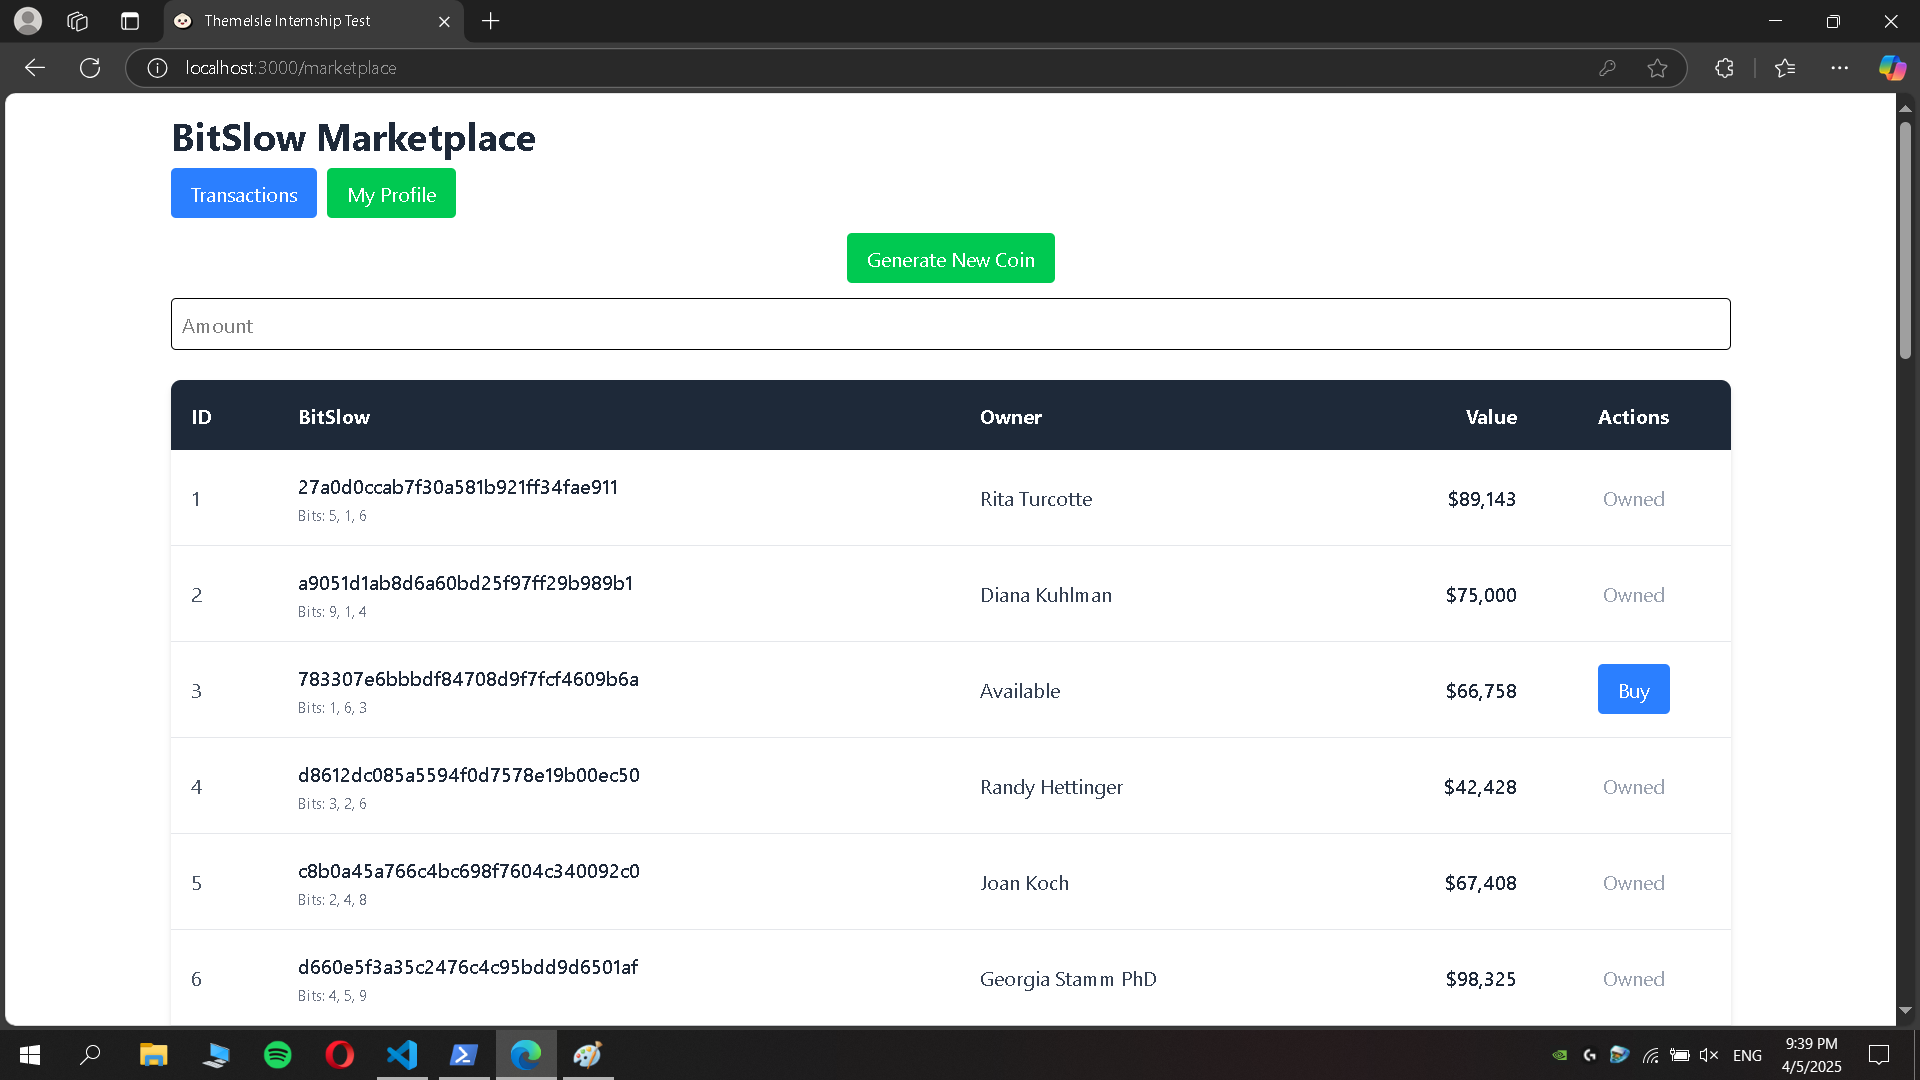 ThemeIsle Internship Test
localhost:3000/marketplace
BitSlow Marketplace
Transactions My Profile
Generate New Coin
Amount
ID BitSlow Owner Value Actions
1 27a0d0ccab7f30a581b921ff34fae911 Rita Turcotte $89,143 Owned
Bits: 5, 1, 6
2 a9051d1ab8d6a60bd25f97ff29b989b1 Diana Kuhlman $75,000 Owned
Bits: 9, 1, 4
3 783307e6bbbdf84708d9f7fcf4609b6a Available $66,758 Buy
Bits: 1, 6, 3
4 d8612dc085a5594f0d7578e19b00ec50 Randy Hettinger $42,428 Owned
Bits: 3, 2, 6
5 c8b0a45a766c4bc698f7604c340092c0 Joan Koch $67,408 Owned
Bits: 2, 4, 8
6 d660e5f3a35c2476c4c95bdd9d6501af Georgia Stamm PhD $98,325 Owned
Bits: 4, 5, 9
ENG
9:39 PM
4/5/2025